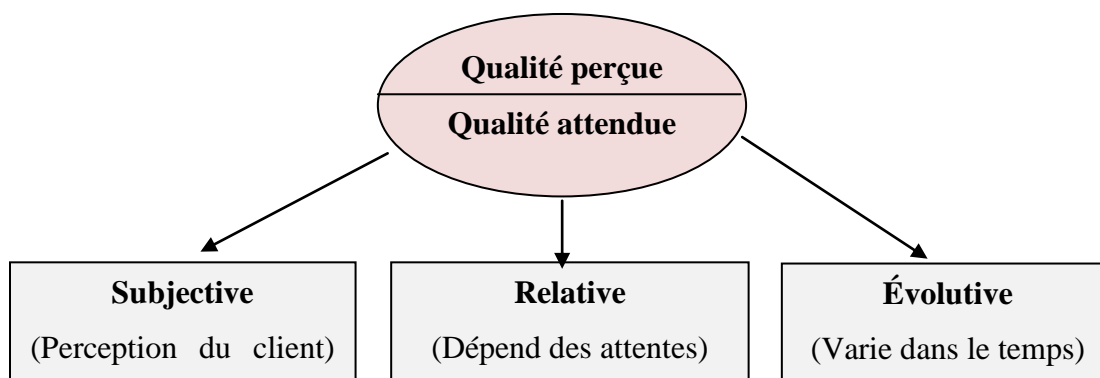 Qualité perçue
Qualité attendue
Subjective
(Perception du client)
Relative
(Dépend des attentes)
Évolutive
(Varie dans le temps)